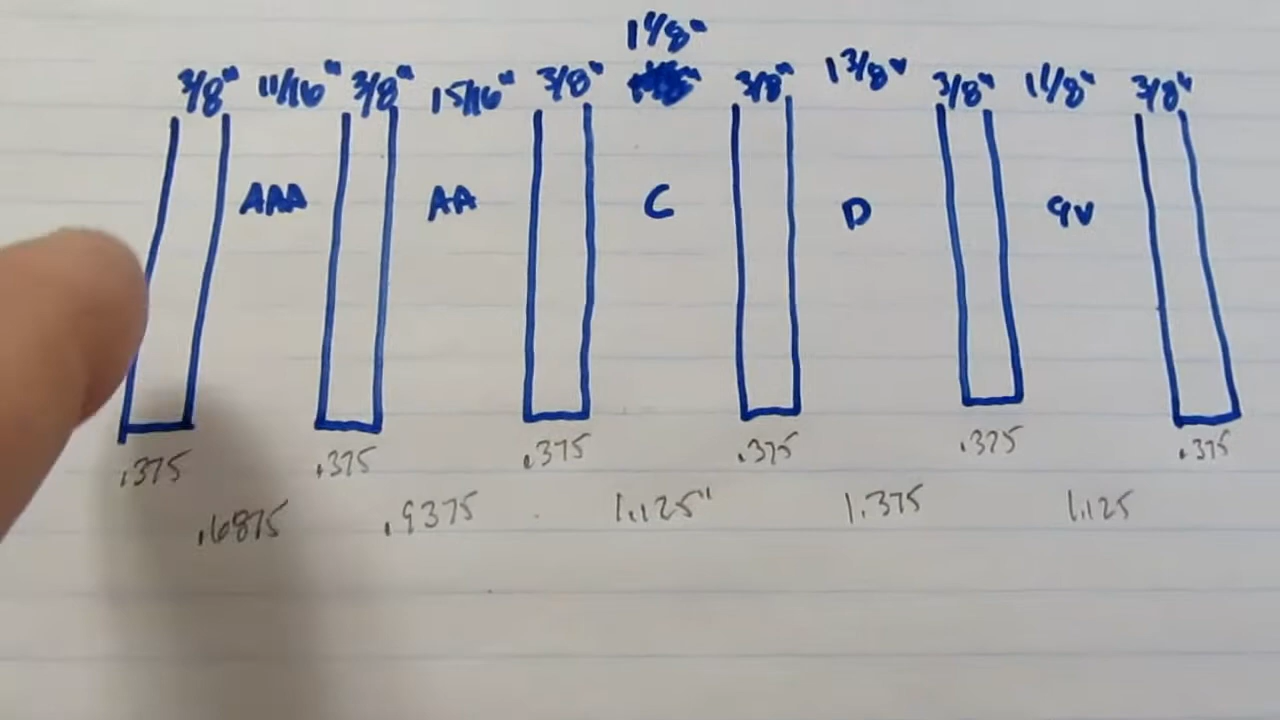 1 1/8"
3/8" 11/16" 3/8" 15/16" 3/8" 3/8" 1 3/8" 3/8" 1 1/8" 3/8"
AAA AA C D 9V
.375 .375 .375 .375 .375 .375
.6875 .9375 1.125" 1.375 1.125